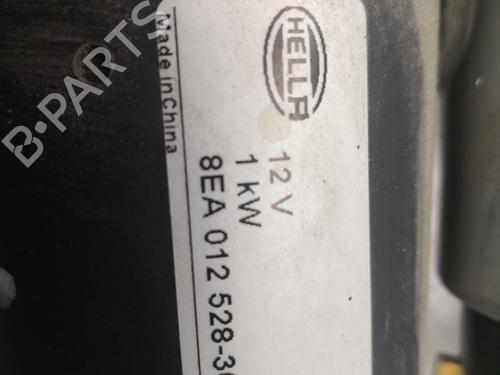 HELLA
12 V
1 kW
8EA 012 528-3
Made in China
B-PARTS